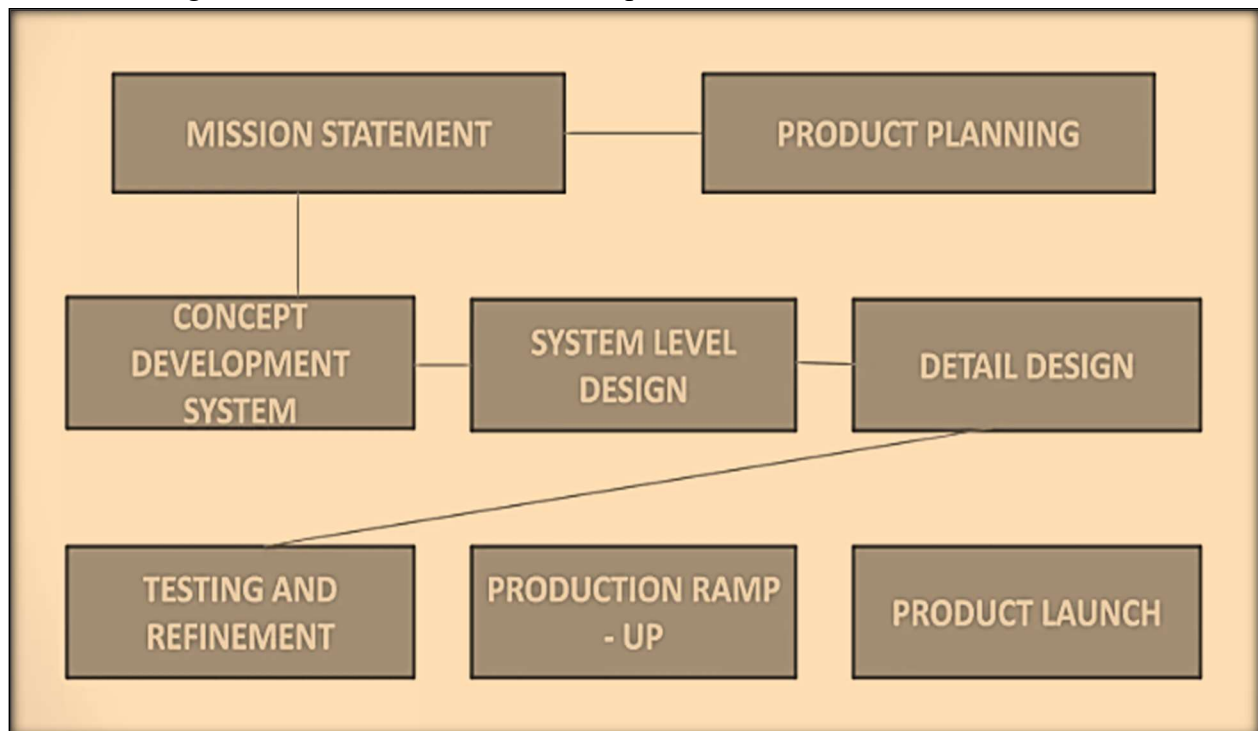 MISSION STATEMENT
PRODUCT PLANNING
CONCEPT
DEVELOPMENT
SYSTEM
SYSTEM LEVEL
DESIGN
DETAIL DESIGN
TESTING AND
REFINEMENT
PRODUCTION RAMP
- UP
PRODUCT LAUNCH